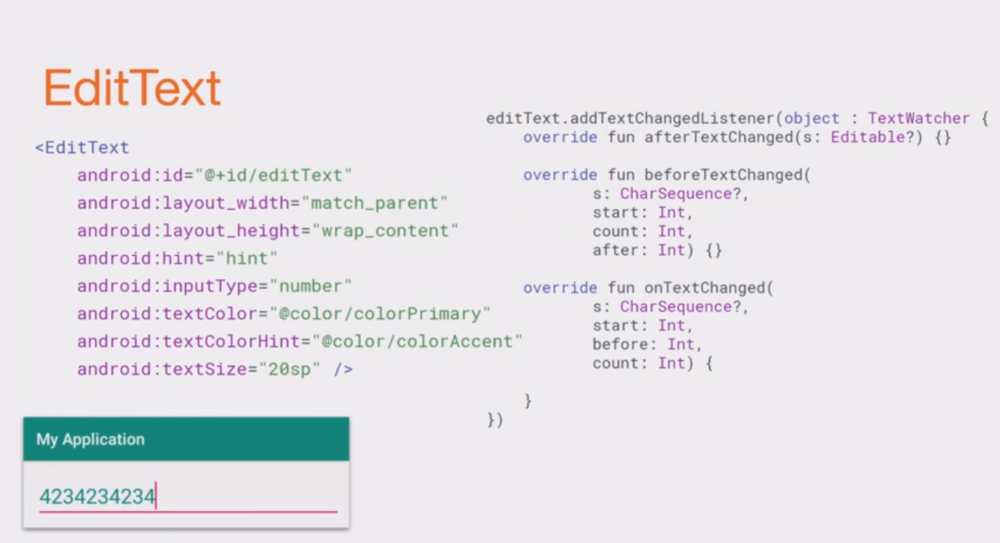 EditText
<EditText
android:id="@+id/editText"
android:layout_width="match_parent"
android:layout_height="wrap_content"
android:hint="hint"
android:inputType="number"
android:textColor="@color/colorPrimary"
android:textColorHint="@color/colorAccent"
android:textSize="20sp" />
My Application
4234234234
editText.addTextChangedListener(object : TextWatcher {
override fun afterTextChanged(s: Editable?) {}
override fun beforeTextChanged(
s: CharSequence?,
start: Int,
count: Int,
after: Int) {}
override fun onTextChanged(
s: CharSequence?,
start: Int,
before: Int,
count: Int) {
}
})